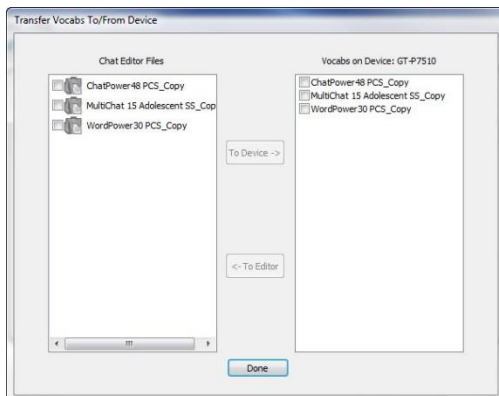 Transfer Vocabs To/From Device
Chat Editor Files
ChatPower48 PCS_Copy
MultiChat 15 Adolescent SS_Cop
WordPower30 PCS_Copy
To Device ->
<- To Editor
Vocabs on Device: GT-P7510
ChatPower48 PCS_Copy
MultiChat 15 Adolescent SS_Copy
WordPower30 PCS_Copy
Done